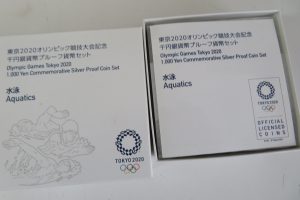 東京2020オリンピック競技大会記念
千円銀貨幣プルーフ貨幣セット
Olympic Games Tokyo 2020
1,000 Yen Commemorative Silver Proof Coin Set
水泳
Aquatics
TOKYO 2020
東京2020オリンピック競技大会記念
千円銀貨幣プルーフ貨幣セット
Olympic Games Tokyo 2020
1,000 Yen Commemorative Silver Proof Coin Set
水泳
Aquatics
TOKYO 2020
OFFICIAL
LICENSED
COINS